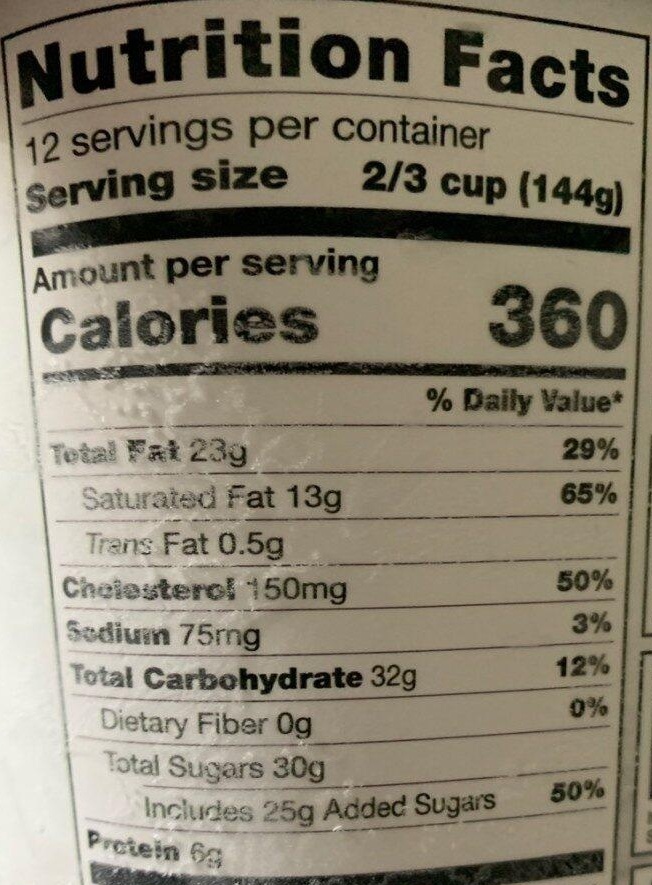 Nutrition Facts
12 servings per container
Serving size 2/3 cup (144g)
Amount per serving
Calories 360
% Daily Value*
Total Fat 23g 29%
Saturated Fat 13g 65%
Trans Fat 0.5g
Cholesterol 150mg 50%
Sodium 75mg 3%
Total Carbohydrate 32g 12%
Dietary Fiber 0g 0%
Total Sugars 30g
Includes 25g Added Sugars 50%
Protein 6g